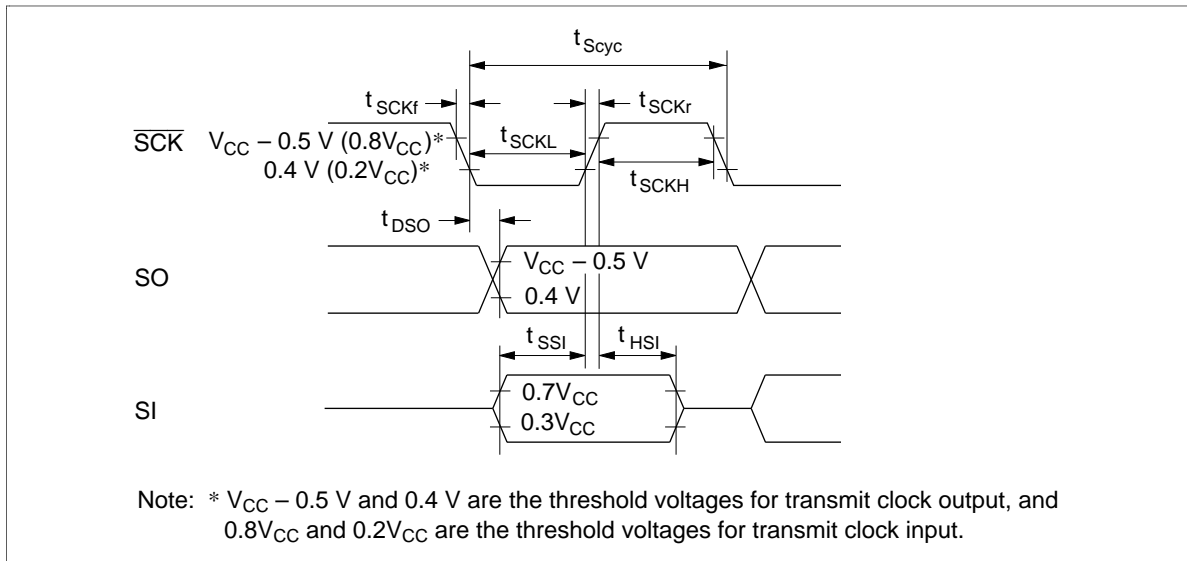 tScyc
tSCKf
tSCKr
SCK
VCC – 0.5 V (0.8VCC)*
0.4 V (0.2VCC)*
tSCKL
tSCKH
tDSO
SO
VCC – 0.5 V
0.4 V
tSSI
tHSI
SI
0.7VCC
0.3VCC
Note: * VCC – 0.5 V and 0.4 V are the threshold voltages for transmit clock output, and
0.8VCC and 0.2VCC are the threshold voltages for transmit clock input.